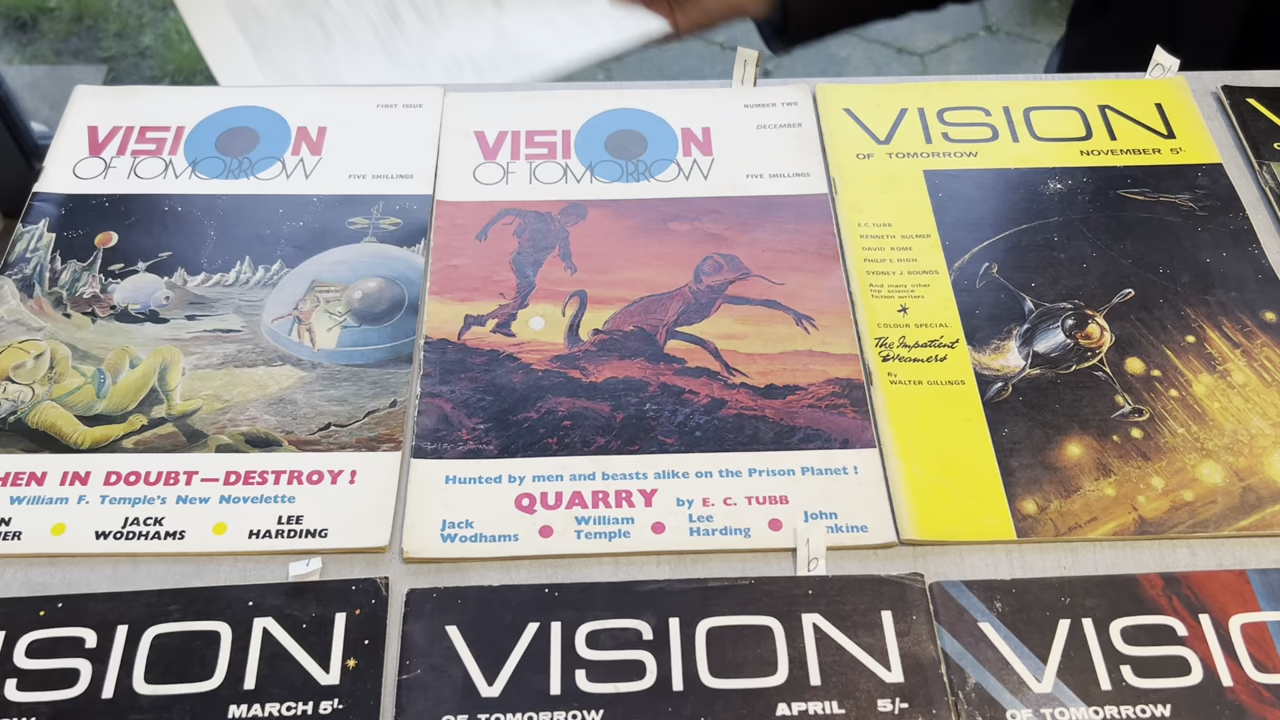 FIRST ISSUE
VISION
OF TOMORROW
FIVE SHILLINGS
HEN IN DOUBT—DESTROY!
William F. Temple's New Novelette
JACK
WODHAMS
LEE
HARDING
NUMBER TWO
DECEMBER
VISION
OF TOMORROW
FIVE SHILLINGS
Hunted by men and beasts alike on the Prison Planet !
QUARRY by E. C. TUBB
Jack
Wodhams
William
Temple
Lee
Harding
John
nkine
VISION
OF TOMORROW
NOVEMBER 5/-
E.C. TUBB
KENNETH BULMER
DAVID ROME
PHILIP E HIGH
SYDNEY J. BOUNDS
And many other
top science
fiction writers
COLOUR SPECIAL.
The Impatient
Dreamers
By
WALTER GILLINGS
ISION
MARCH 5/-
VISION
OF TOMORROW
APRIL 5/-
VISIO
OF TOMORROW